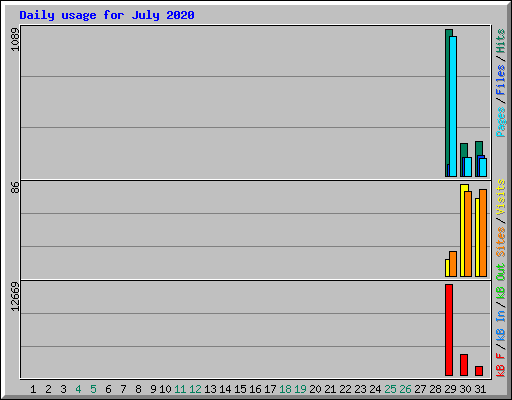 Daily usage for July 2020
1089
Pages/Files/Hits
86
Sites/Visits
12669
kB F/kB In/kB Out
1 2 3 4 5 6 7 8 9 10 11 12 13 14 15 16 17 18 19 20 21 22 23 24 25 26 27 28 29 30 31